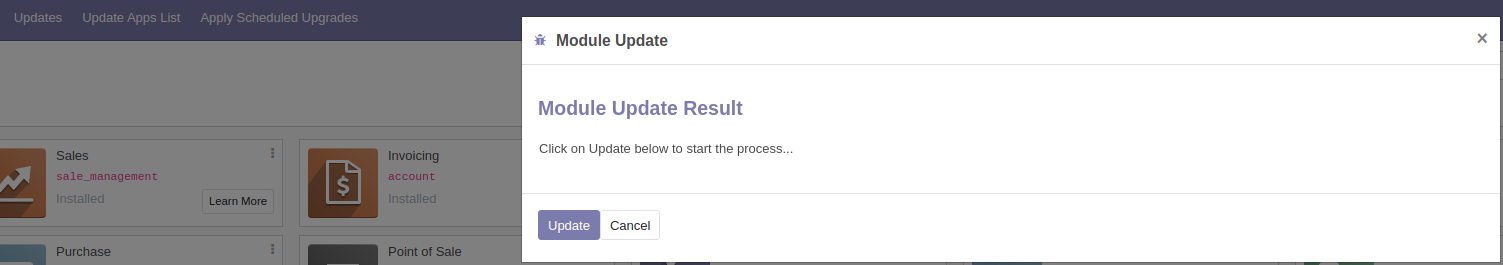 Updates Update Apps List Apply Scheduled Upgrades
Module Update ×
Module Update Result
Click on Update below to start the process...
Update Cancel
Sales
sale_management
Installed
Learn More
Invoicing
account
Installed
Purchase
Point of Sale